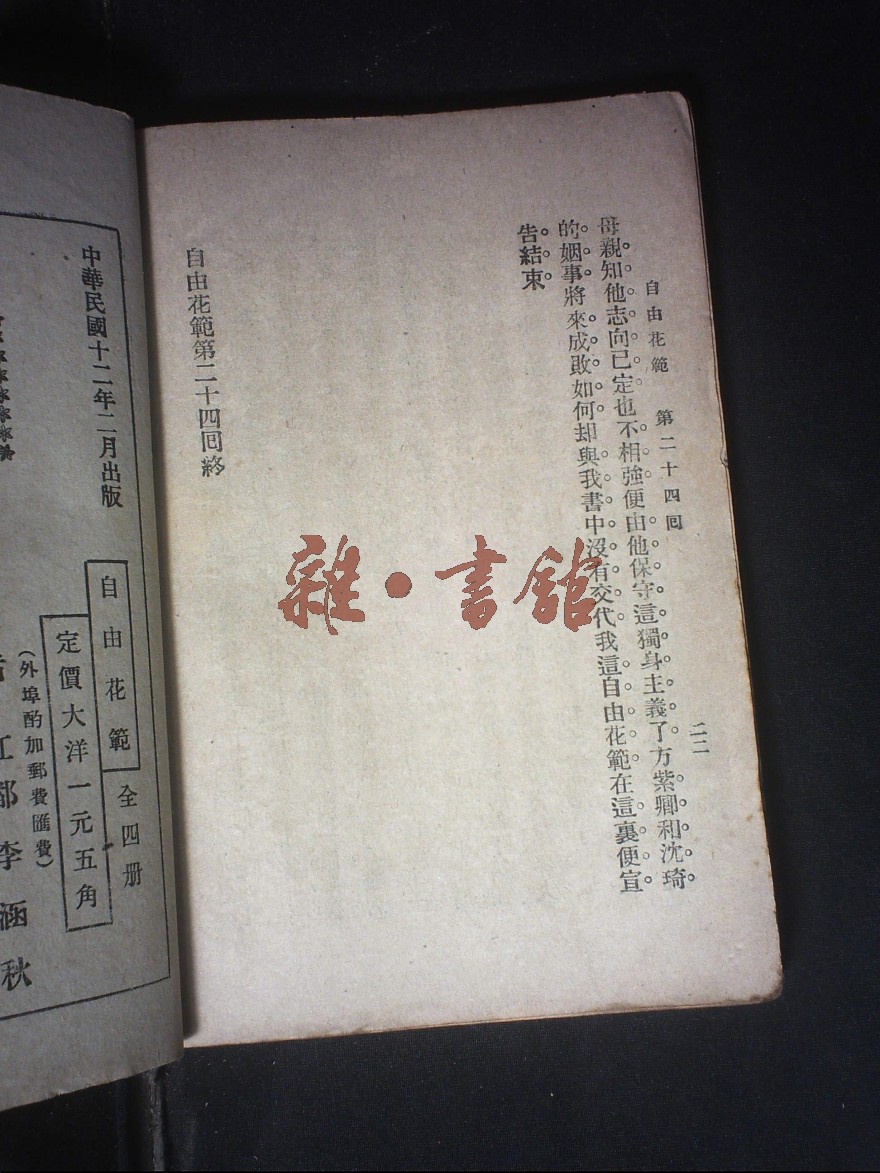 自由花範　第二十四回
二二
母親知他志向已定也不相強便由他保守這獨身主義了方紫卿和沈琦
的姻事將來成敗如何却與我書中沒有交代我這自由花範在這裏便宣
告結束
自由花範第二十四回終
雜·書館
中華民國十二年二月出版
自由花範
全四册
定價大洋一元五角
(外埠酌加郵費匯費)
江都李涵秋